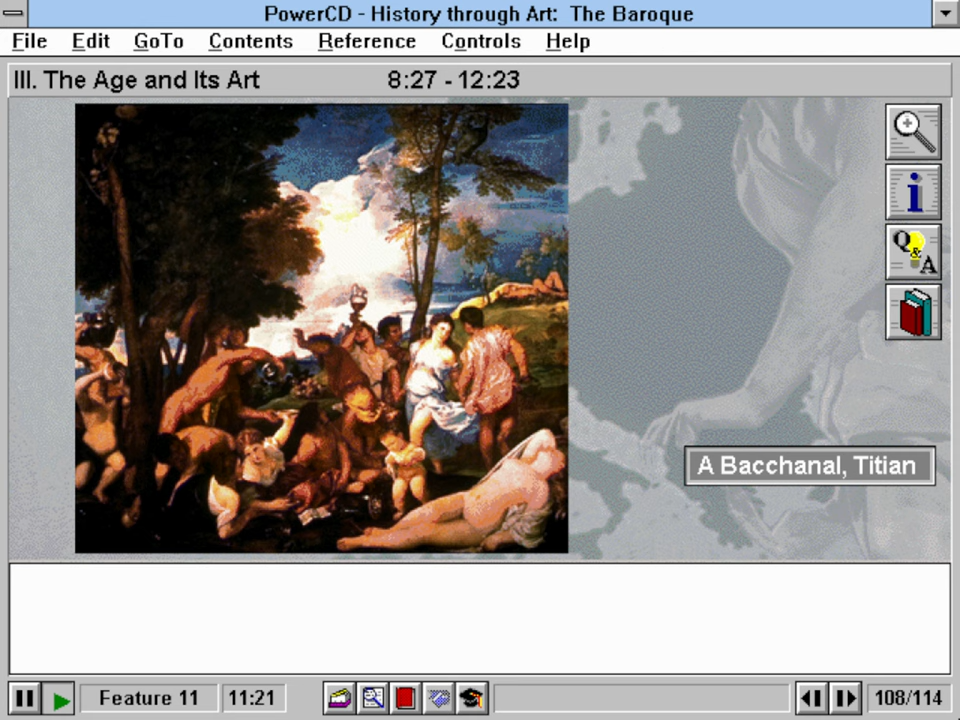 PowerCD - History through Art: The Baroque
File Edit GoTo Contents Reference Controls Help
III. The Age and Its Art 8:27 - 12:23
i
Q & A
A Bacchanal, Titian
Feature 11 11:21 108/114